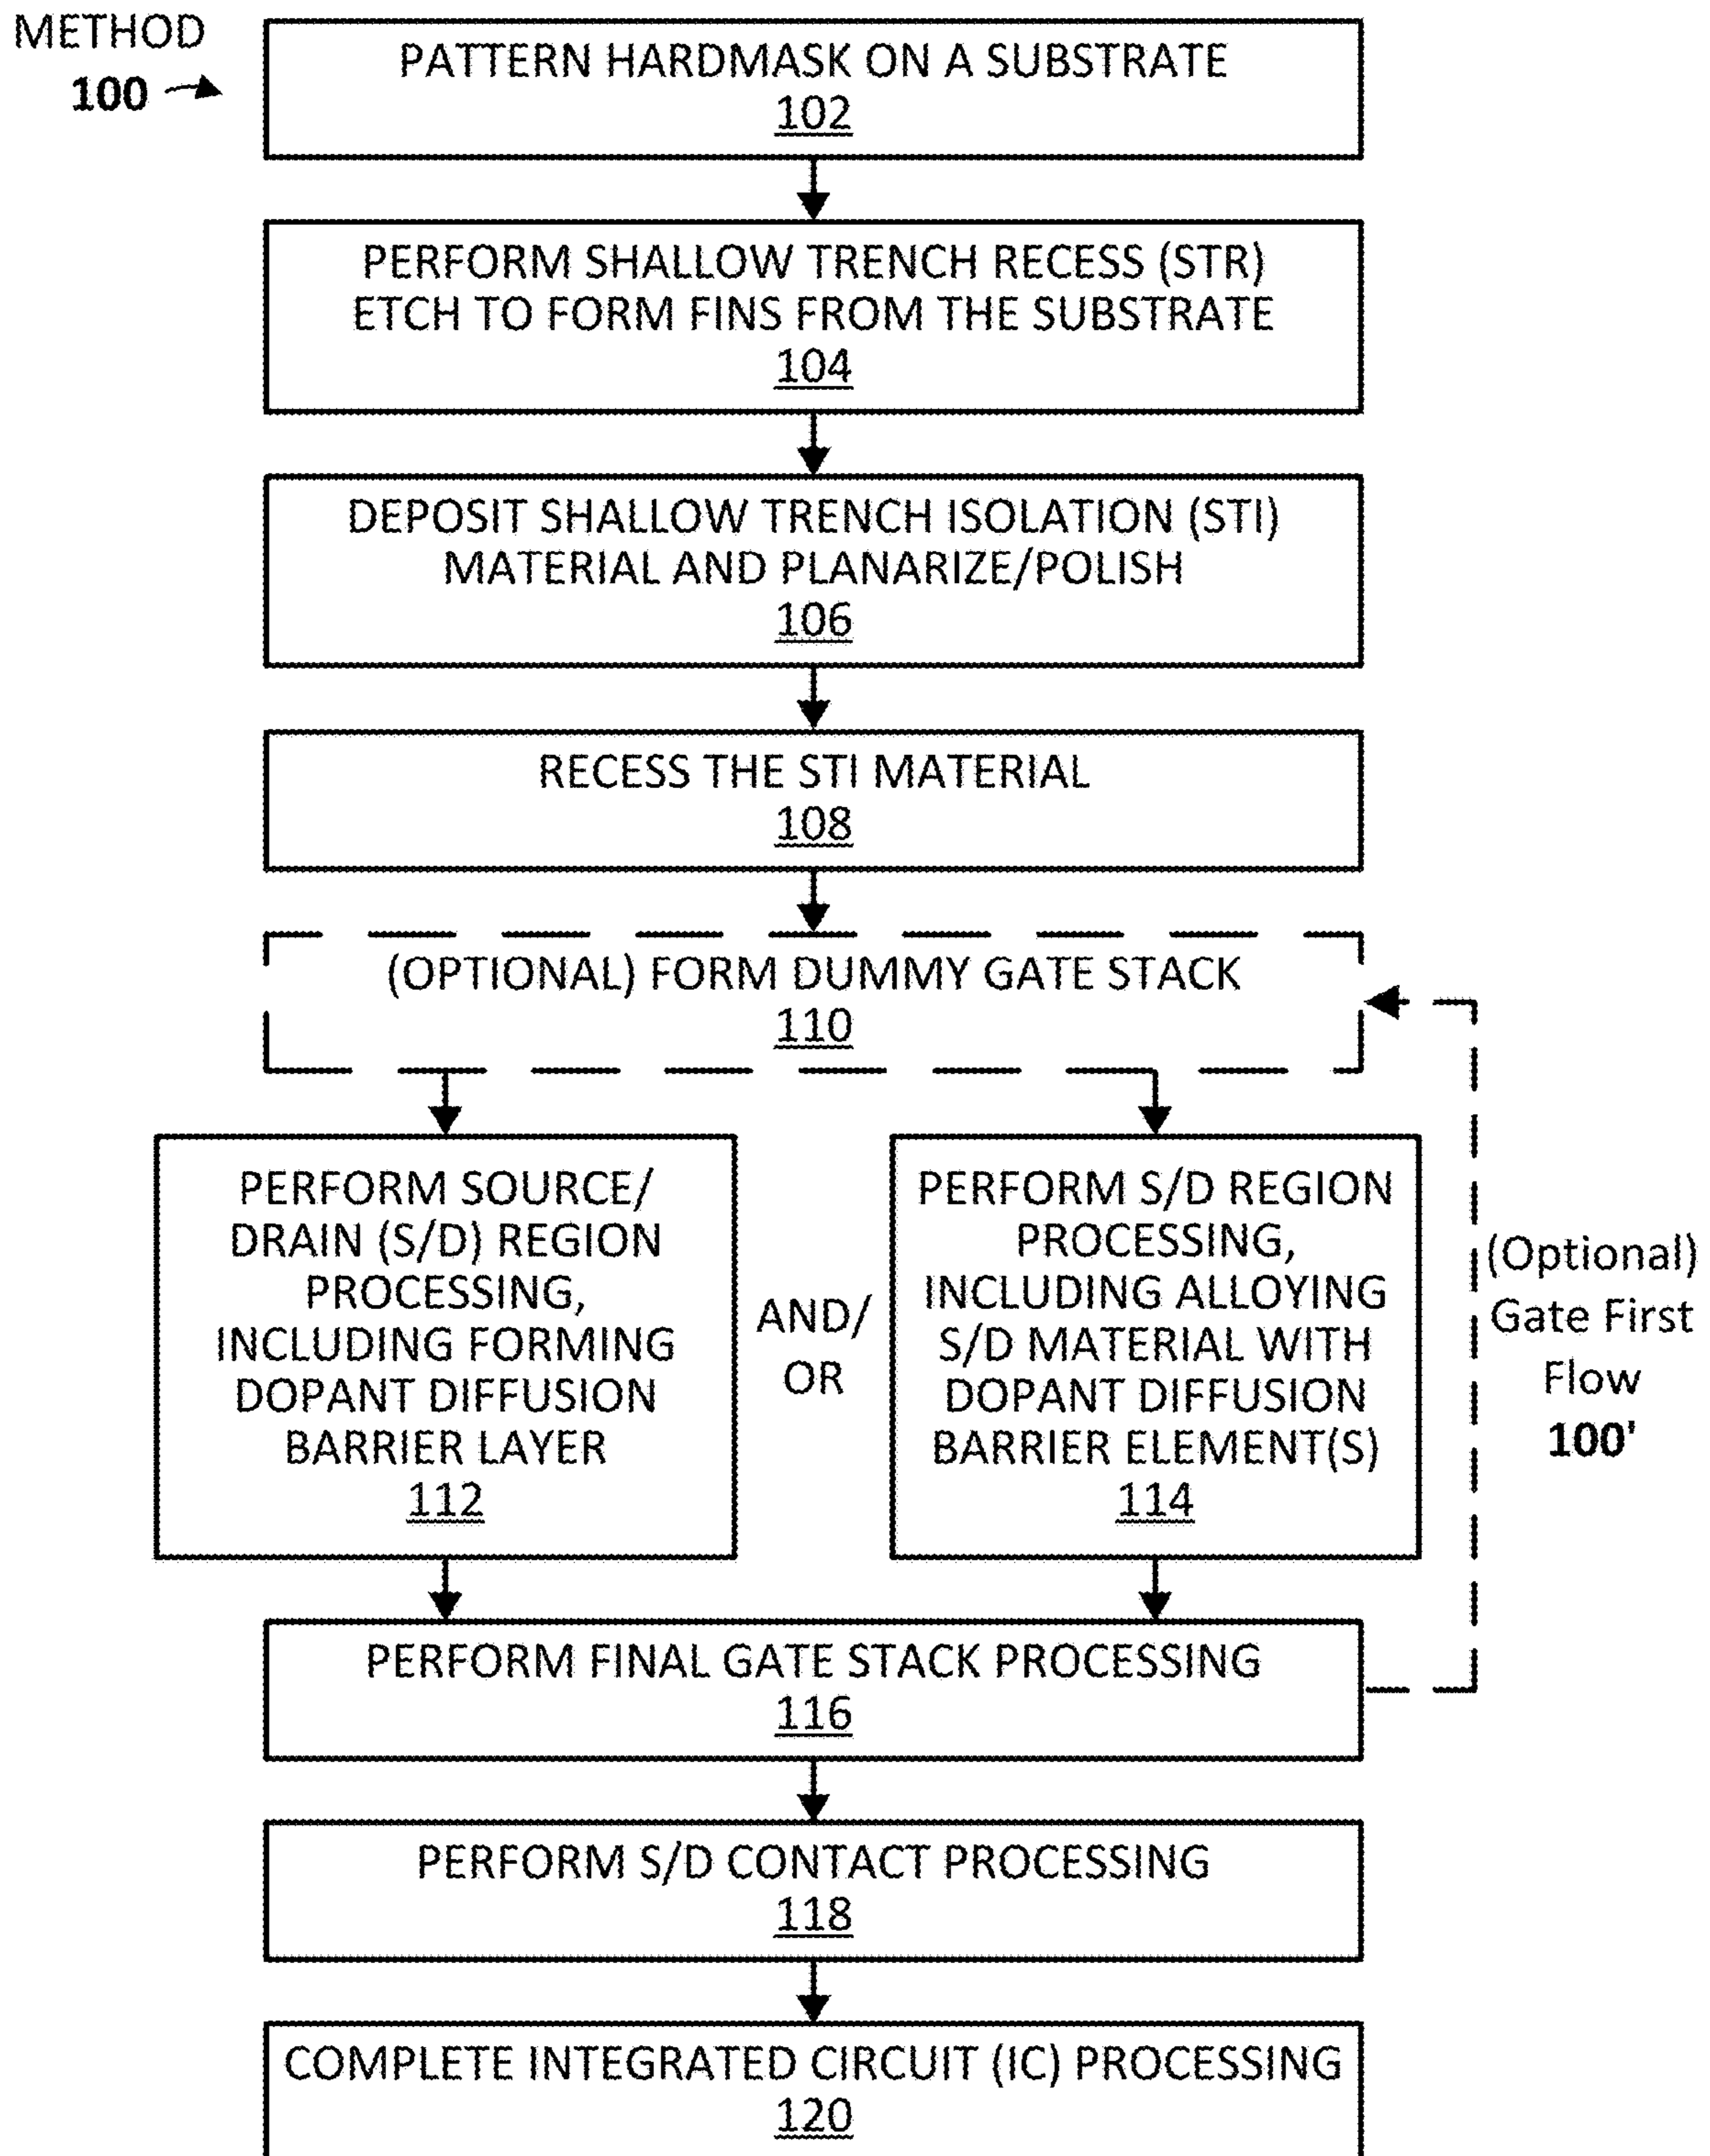 METHOD
100
PATTERN HARDMASK ON A SUBSTRATE
102
PERFORM SHALLOW TRENCH RECESS (STR)
ETCH TO FORM FINS FROM THE SUBSTRATE
104
DEPOSIT SHALLOW TRENCH ISOLATION (STI)
MATERIAL AND PLANARIZE/POLISH
106
RECESS THE STI MATERIAL
108
(OPTIONAL) FORM DUMMY GATE STACK
110
PERFORM SOURCE/
DRAIN (S/D) REGION
PROCESSING,
INCLUDING FORMING
DOPANT DIFFUSION
BARRIER LAYER
112
AND/
OR
PERFORM S/D REGION
PROCESSING,
INCLUDING ALLOYING
S/D MATERIAL WITH
DOPANT DIFFUSION
BARRIER ELEMENT(S)
114
(Optional)
Gate First
Flow
100'
PERFORM FINAL GATE STACK PROCESSING
116
PERFORM S/D CONTACT PROCESSING
118
COMPLETE INTEGRATED CIRCUIT (IC) PROCESSING
120